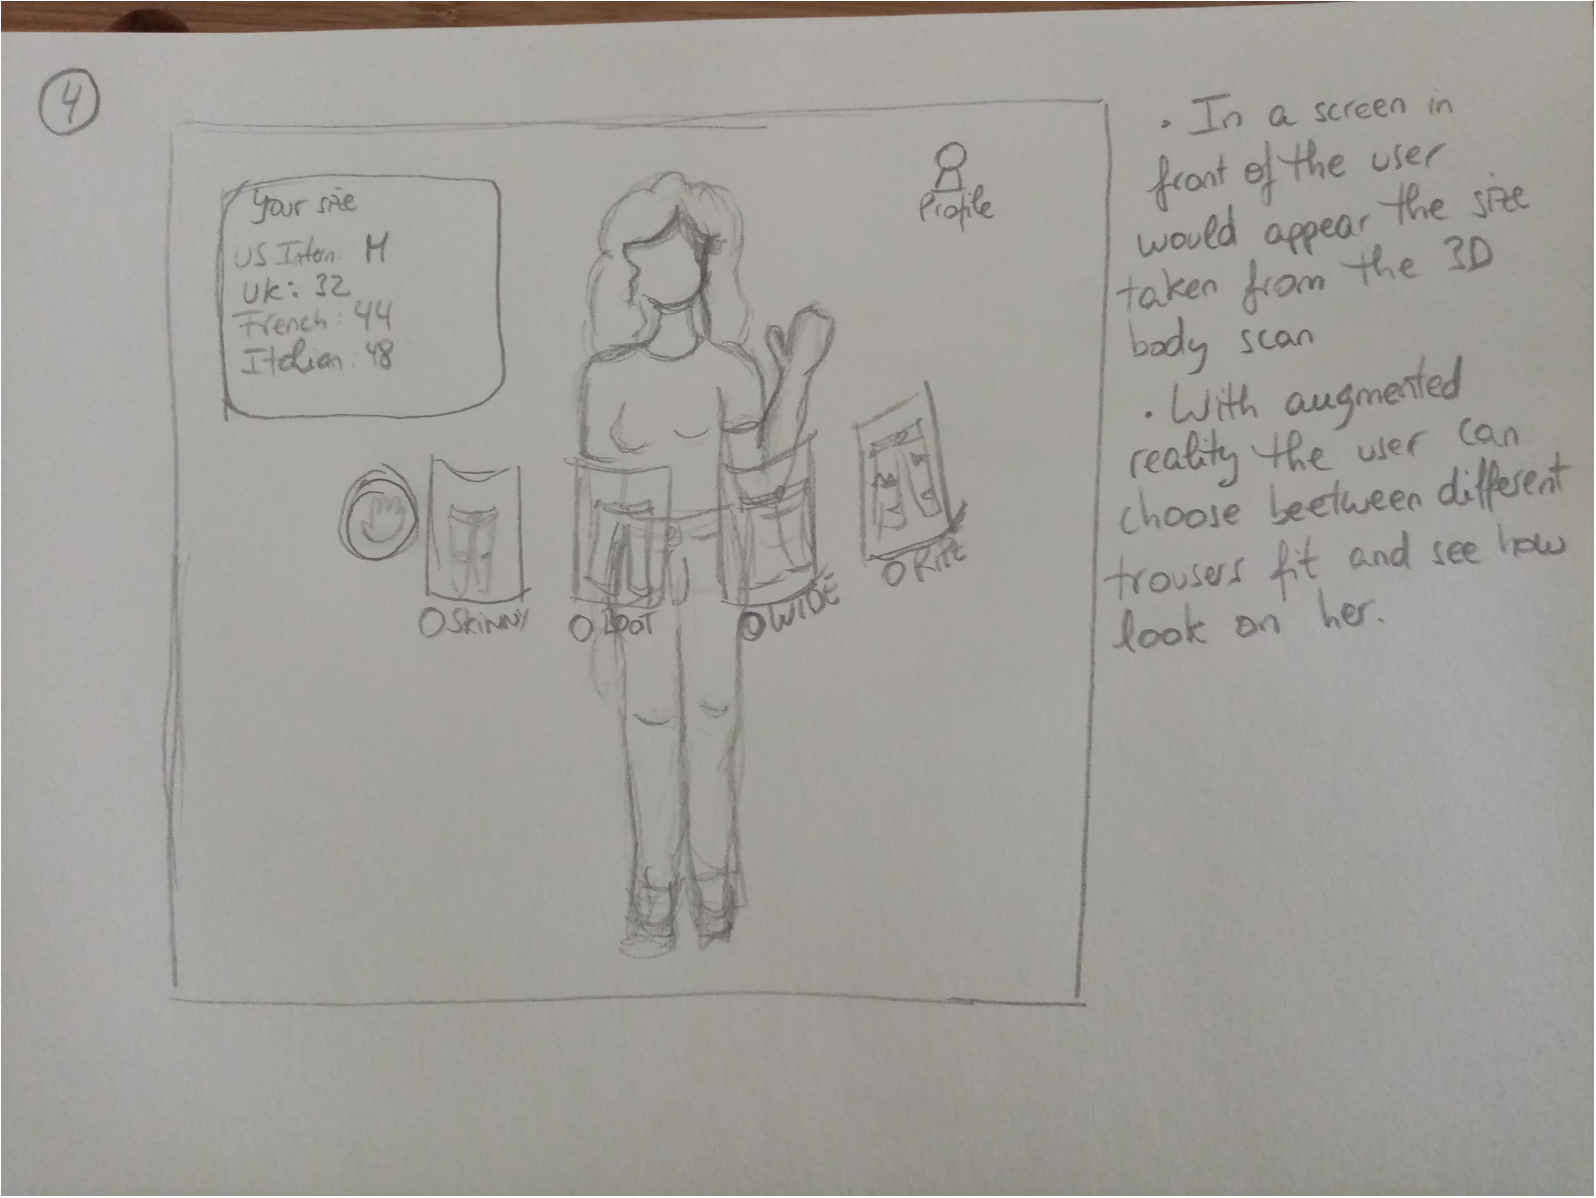 4
Your size
US Intern. M
UK: 32
French: 44
Italian: 48
Profile
O SKINNY
O BOOT
O WIDE
O RIPE
• In a screen in
front of the user
would appear the size
taken from the 3D
body scan
• With augmented
reality the user can
choose beetween different
trousers fit and see how
look on her.